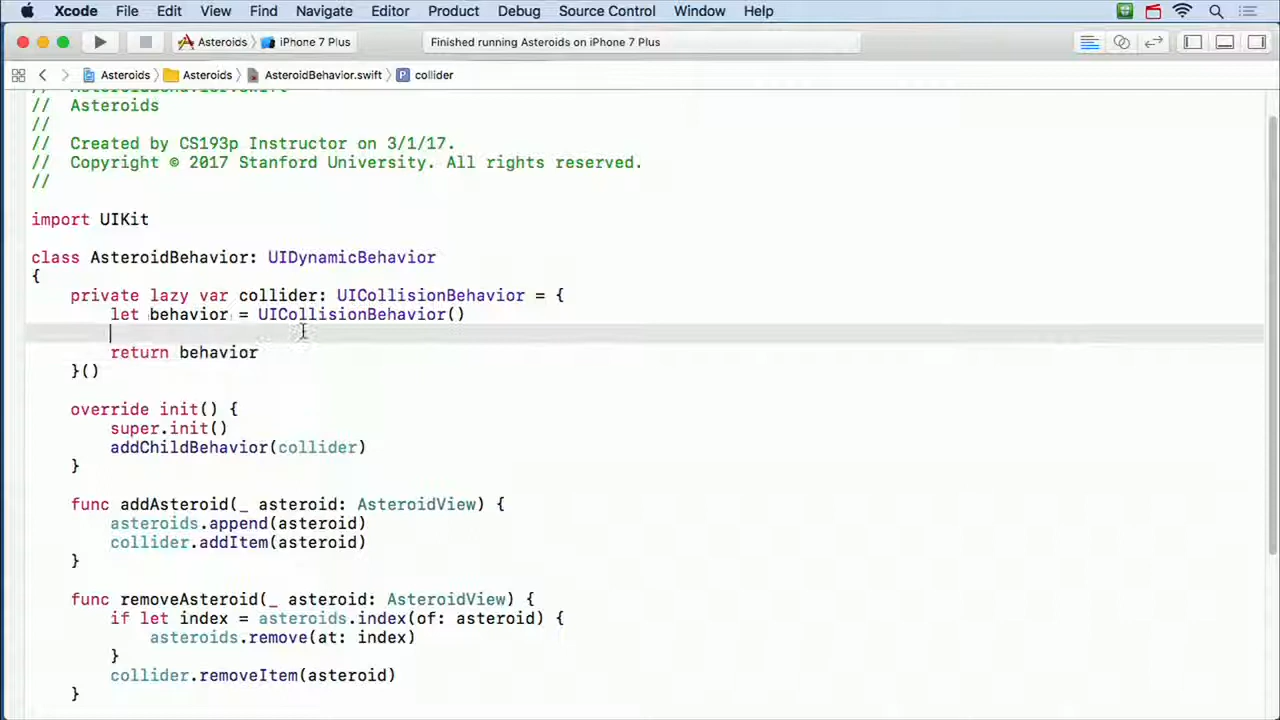 Xcode File Edit View Find Navigate Editor Product Debug Source Control Window Help
Asteroids iPhone 7 Plus Finished running Asteroids on iPhone 7 Plus
Asteroids Asteroids AsteroidBehavior.swift P collider
// AsteroidBehavior.swift
// Asteroids
//
// Created by CS193p Instructor on 3/1/17.
// Copyright © 2017 Stanford University. All rights reserved.
//
import UIKit
class AsteroidBehavior: UIDynamicBehavior
{
private lazy var collider: UICollisionBehavior = {
let behavior = UICollisionBehavior()
return behavior
}()
override init() {
super.init()
addChildBehavior(collider)
}
func addAsteroid(_ asteroid: AsteroidView) {
asteroids.append(asteroid)
collider.addItem(asteroid)
}
func removeAsteroid(_ asteroid: AsteroidView) {
if let index = asteroids.index(of: asteroid) {
asteroids.remove(at: index)
}
collider.removeItem(asteroid)
}